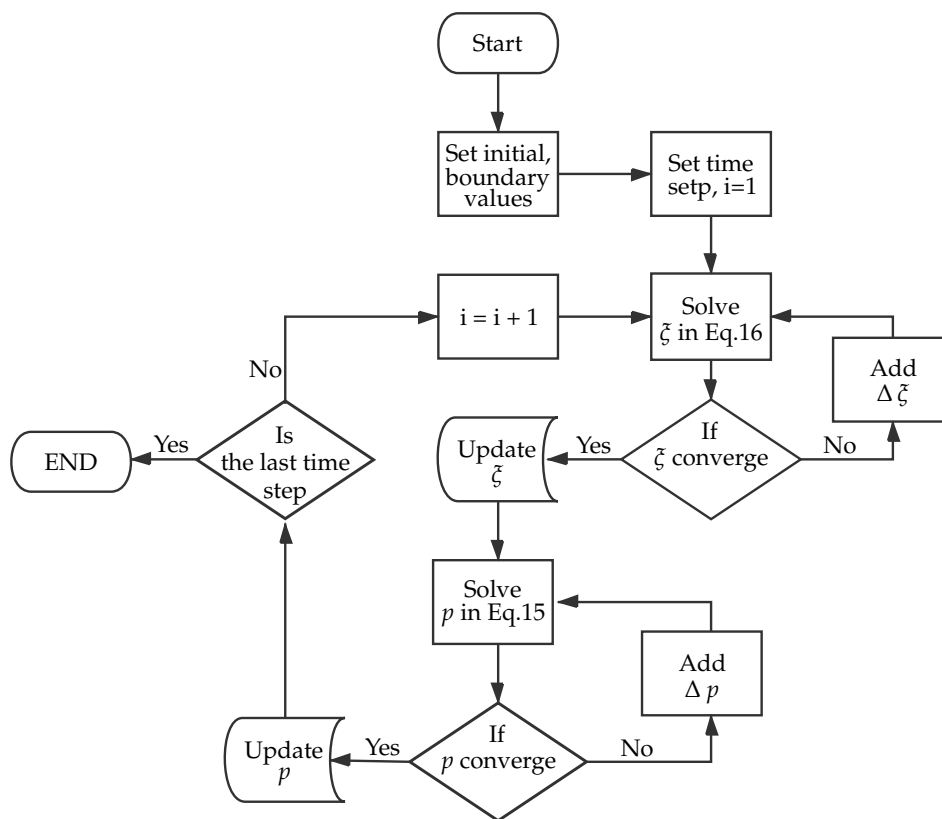 Start
Set initial,
boundary
values
Set time
setp, i=1
i = i + 1
Solve
ξ in Eq.16
Add
Δ ξ
No
If
ξ converge
No
Yes
Update
ξ
Is
the last time
step
Yes
END
Solve
p in Eq.15
Add
Δ p
If
p converge
No
Yes
Update
p